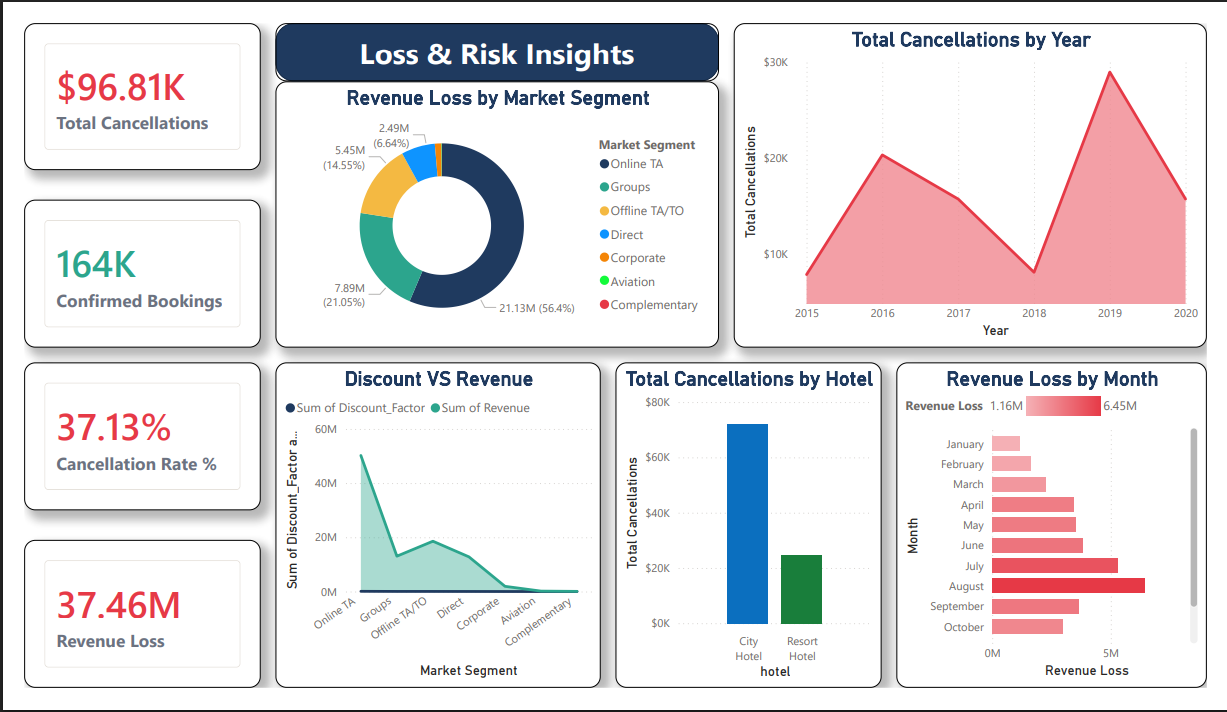 $96.81K
Total Cancellations
164K
Confirmed Bookings
37.13%
Cancellation Rate %
37.46M
Revenue Loss
Loss & Risk Insights
Revenue Loss by Market Segment
2.49M
(6.64%)
5.45M
(14.55%)
7.89M
(21.05%)
21.13M (56.4%)
Market Segment
Online TA
Groups
Offline TA/TO
Direct
Corporate
Aviation
Complementary
Total Cancellations by Year
Total Cancellations
$30K
$20K
$10K
2015 2016 2017 2018 2019 2020
Year
Discount VS Revenue
Sum of Discount_Factor Sum of Revenue
Sum of Discount_Factor a...
60M
40M
20M
0M
Online TA
Groups
Offline TA/TO
Direct
Corporate
Aviation
Complementary
Market Segment
Total Cancellations by Hotel
Total Cancellations
$80K
$60K
$40K
$20K
$0K
City
Hotel
Resort
Hotel
hotel
Revenue Loss by Month
Revenue Loss 1.16M 6.45M
Month
January
February
March
April
May
June
July
August
September
October
0M 5M
Revenue Loss